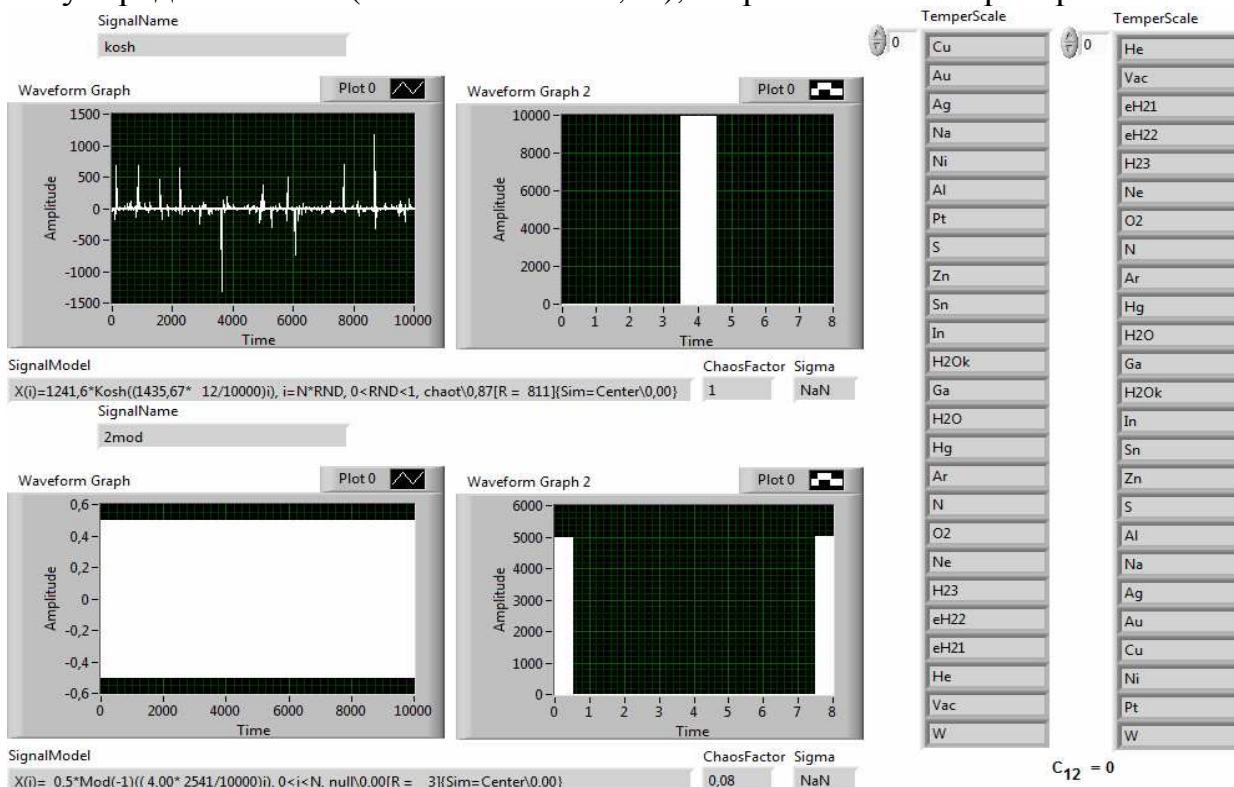 SignalName
kosh
Waveform Graph
Plot 0
1500
1000
500
0
-500
-1000
-1500
Amplitude
0 2000 4000 6000 8000 10000
Time
Waveform Graph 2
Plot 0
10000
8000
6000
4000
2000
0
Amplitude
0 1 2 3 4 5 6 7 8
Time
SignalModel
X(i)=1241,6*Kosh((1435,67* 12/10000)i), i=N*RND, 0<RND<1, chaot\0,87[R = 811]{Sim=Center\0,00}
ChaosFactor
1
Sigma
NaN
SignalName
2mod
Waveform Graph
Plot 0
0,6
0,4
0,2
0
-0,2
-0,4
-0,6
Amplitude
0 2000 4000 6000 8000 10000
Time
Waveform Graph 2
Plot 0
6000
5000
4000
3000
2000
1000
0
Amplitude
0 1 2 3 4 5 6 7 8
Time
SignalModel
X(i)= 0,5*Mod(-1)(( 4,00* 2541/10000)i), 0<i<N, null\0,00[R = 3]{Sim=Center\0,00}
ChaosFactor
0,08
Sigma
NaN
TemperScale
0
Cu
Au
Ag
Na
Ni
Al
Pt
S
Zn
Sn
In
H2Ok
Ga
H2O
Hg
Ar
N
O2
Ne
H23
eH22
eH21
He
Vac
W
TemperScale
0
He
Vac
eH21
eH22
H23
Ne
O2
N
Ar
Hg
H2O
Ga
H2Ok
In
Sn
Zn
S
Al
Na
Ag
Au
Cu
Ni
Pt
W
C12 = 0